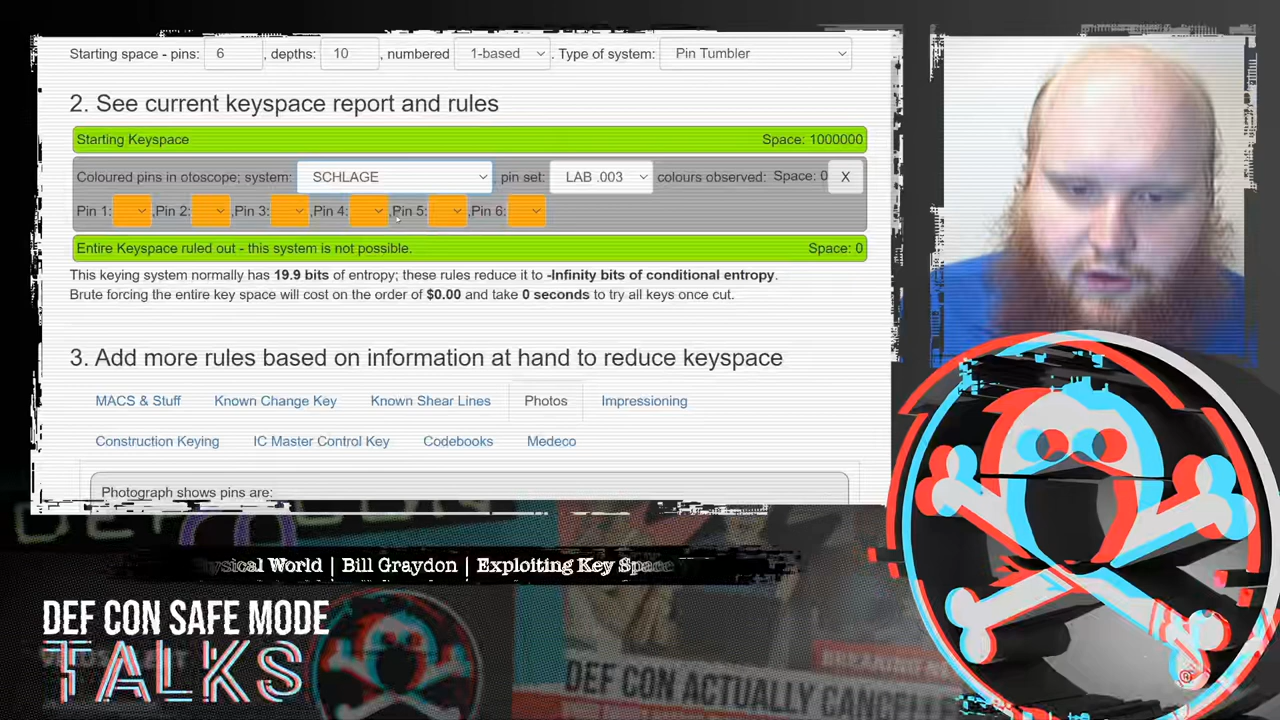 Starting space - pins: 6 , depths: 10 , numbered 1-based . Type of system: Pin Tumbler
2. See current keyspace report and rules
Starting Keyspace Space: 1000000
Coloured pins in otoscope; system: SCHLAGE pin set: LAB .003 colours observed: Space: 0 X
Pin 1: ,Pin 2: ,Pin 3: ,Pin 4: ,Pin 5: ,Pin 6:
Entire Keyspace ruled out - this system is not possible. Space: 0
This keying system normally has 19.9 bits of entropy; these rules reduce it to -Infinity bits of conditional entropy.
Brute forcing the entire key space will cost on the order of $0.00 and take 0 seconds to try all keys once cut.
3. Add more rules based on information at hand to reduce keyspace
MACS & Stuff Known Change Key Known Shear Lines Photos Impressioning
Construction Keying IC Master Control Key Codebooks Medeco
Photograph shows pins are:
World | Bill Graydon | Exploiting Key Space
DEF CON SAFE MODE
TALKS
DEF CON ACTUALLY
®